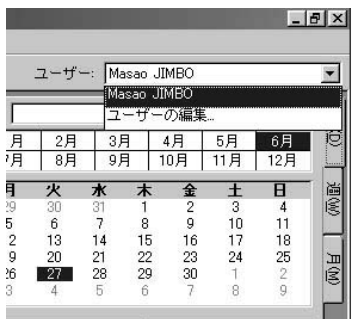 ユーザー: Masao JIMBO
Masao JIMBO
ユーザーの編集...
月 2月 3月 4月 5月 6月
7月 8月 9月 10月 11月 12月
月 火 水 木 金 土 日
29 30 31 1 2 3 4
5 6 7 8 9 10 11
2 13 14 15 16 17 18
9 20 21 22 23 24 25
26 27 28 29 30 1 2
3 4 5 6 7 8 9
(D)
週(W)
月(M)